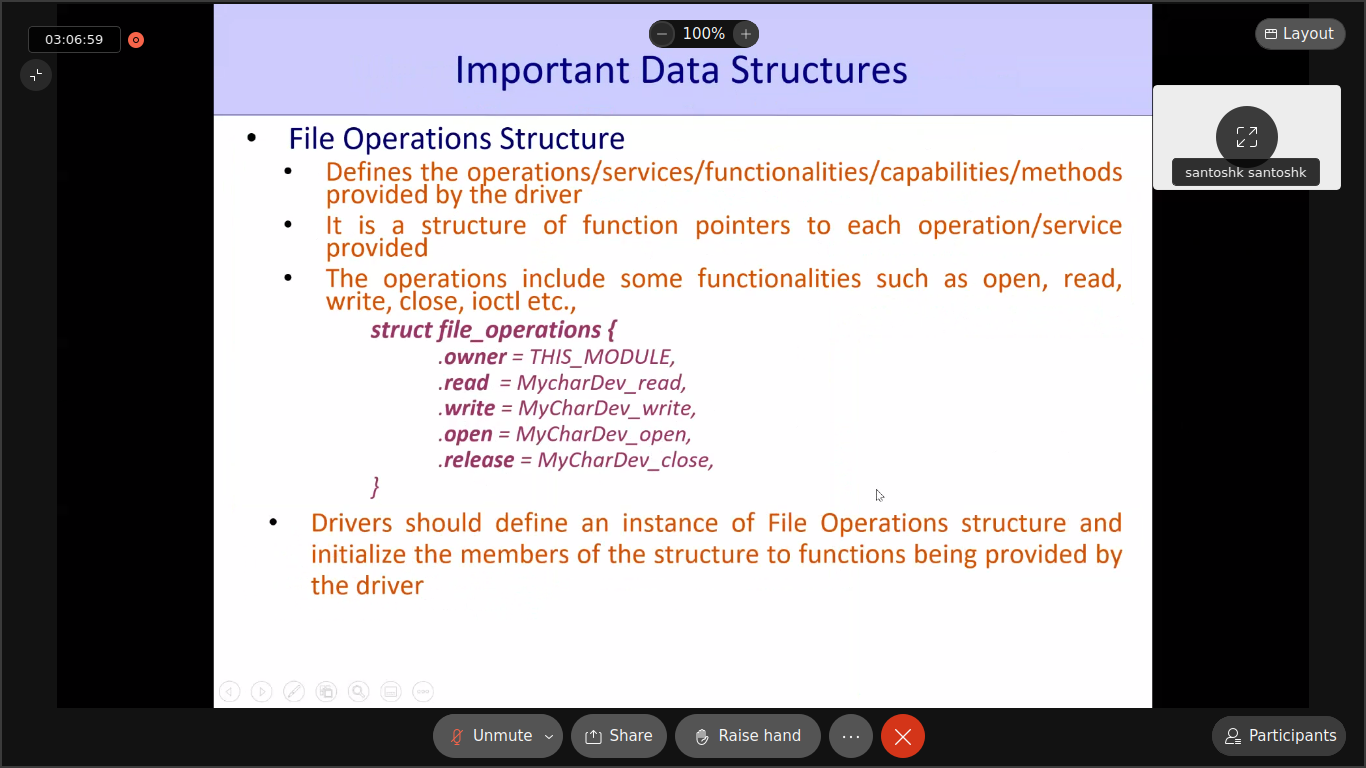 03:06:59
100%
Layout
Important Data Structures
santoshk santoshk
• File Operations Structure
• Defines the operations/services/functionalities/capabilities/methods
provided by the driver
• It is a structure of function pointers to each operation/service
provided
• The operations include some functionalities such as open, read,
write, close, ioctl etc.,
struct file_operations {
.owner = THIS_MODULE,
.read = MycharDev_read,
.write = MyCharDev_write,
.open = MyCharDev_open,
.release = MyCharDev_close,
}
• Drivers should define an instance of File Operations structure and
initialize the members of the structure to functions being provided by
the driver
Unmute
Share
Raise hand
Participants